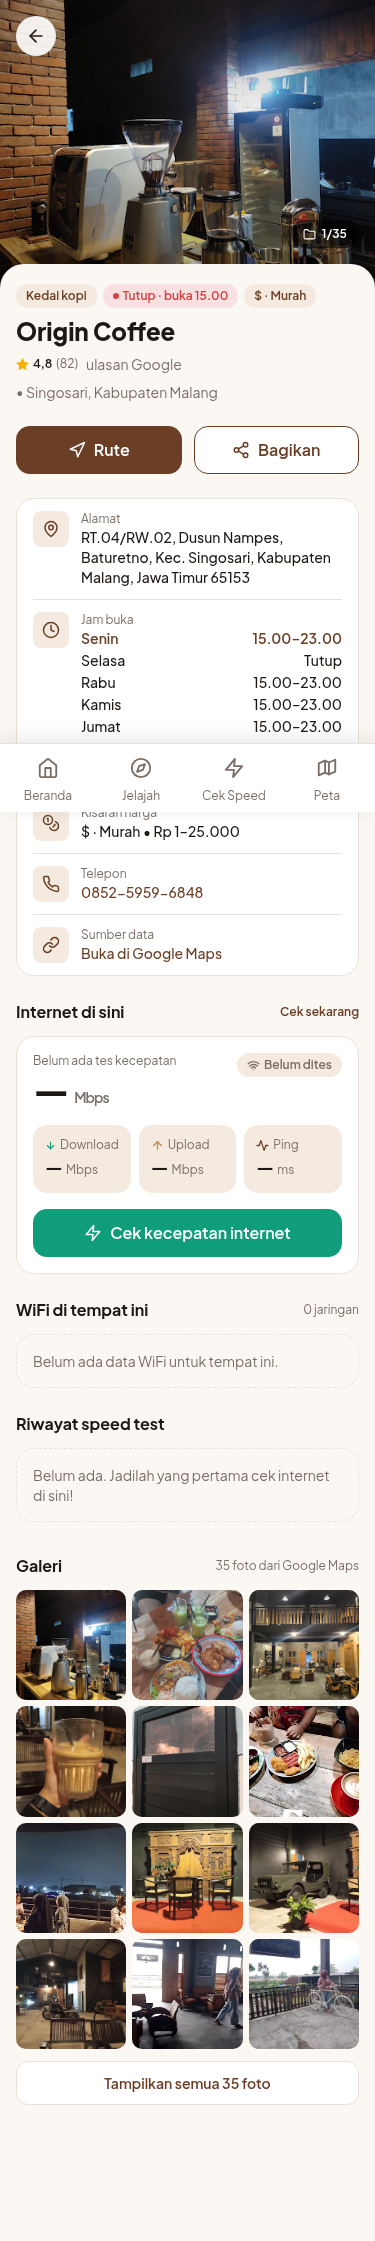 1/35
Kedai kopi
Tutup · buka 15.00
$ · Murah
Origin Coffee
4,8 (82) ulasan Google
• Singosari, Kabupaten Malang
Rute
Bagikan
Alamat
RT.04/RW.02, Dusun Nampes,
Baturetno, Kec. Singosari, Kabupaten
Malang, Jawa Timur 65153
Jam buka
Senin 15.00–23.00
Selasa Tutup
Rabu 15.00–23.00
Kamis 15.00–23.00
Jumat 15.00–23.00
Beranda
Jelajah
Cek Speed
Peta
Kisaran harga
$ · Murah • Rp 1–25.000
Telepon
0852-5959-6848
Sumber data
Buka di Google Maps
Internet di sini
Cek sekarang
Belum ada tes kecepatan
Belum dites
— Mbps
Download
— Mbps
Upload
— Mbps
Ping
— ms
Cek kecepatan internet
WiFi di tempat ini
0 jaringan
Belum ada data WiFi untuk tempat ini.
Riwayat speed test
Belum ada. Jadilah yang pertama cek internet
di sini!
Galeri
35 foto dari Google Maps
Tampilkan semua 35 foto